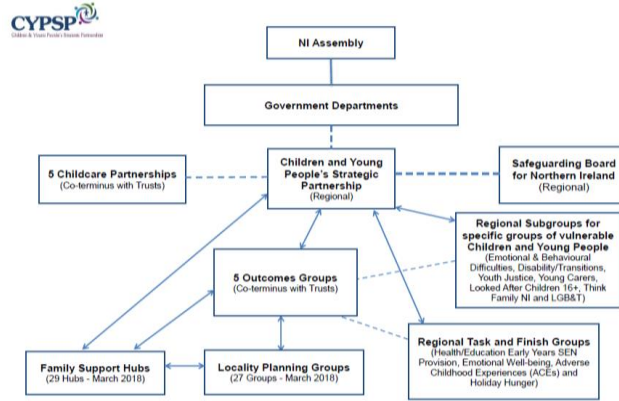 CYPSP
Children & Young People's Strategic Partnership
NI Assembly
Government Departments
5 Childcare Partnerships
(Co-terminus with Trusts)
Children and Young
People's Strategic
Partnership
(Regional)
Safeguarding Board
for Northern Ireland
(Regional)
Regional Subgroups for
specific groups of vulnerable
Children and Young People
(Emotional & Behavioural
Difficulties, Disability/Transitions,
Youth Justice, Young Carers,
Looked After Children 16+, Think
Family NI and LGB&T)
5 Outcomes Groups
(Co-terminus with Trusts)
Regional Task and Finish Groups
(Health/Education Early Years SEN
Provision, Emotional Well-being, Adverse
Childhood Experiences (ACEs) and
Holiday Hunger)
Family Support Hubs
(29 Hubs - March 2018)
Locality Planning Groups
(27 Groups - March 2018)